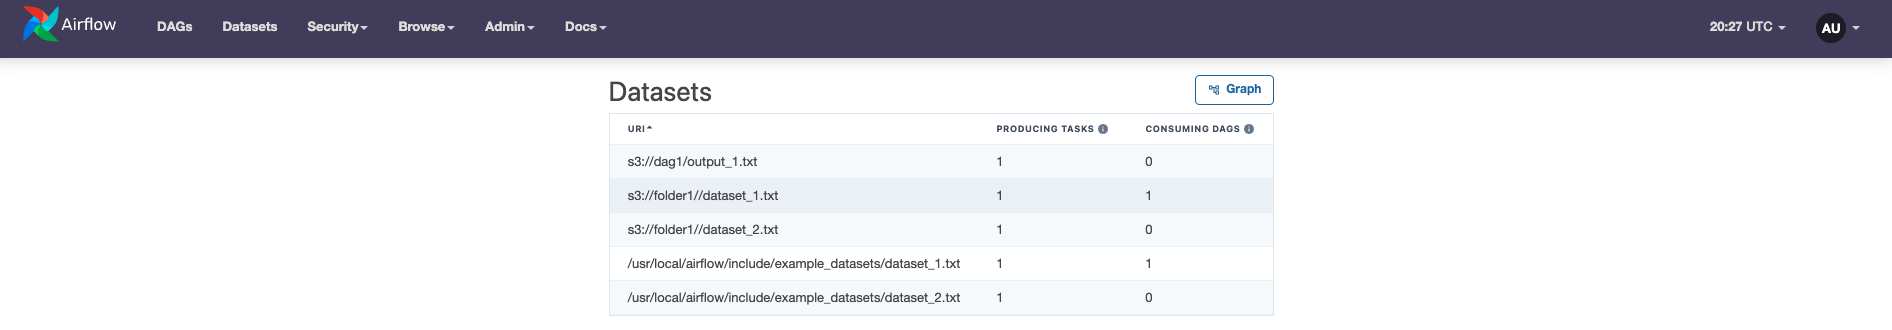 Airflow DAGs Datasets Security Browse Admin Docs 20:27 UTC AU
Datasets Graph
URI PRODUCING TASKS CONSUMING DAGS
s3://dag1/output_1.txt 1 0
s3://folder1//dataset_1.txt 1 1
s3://folder1//dataset_2.txt 1 0
/usr/local/airflow/include/example_datasets/dataset_1.txt 1 1
/usr/local/airflow/include/example_datasets/dataset_2.txt 1 0